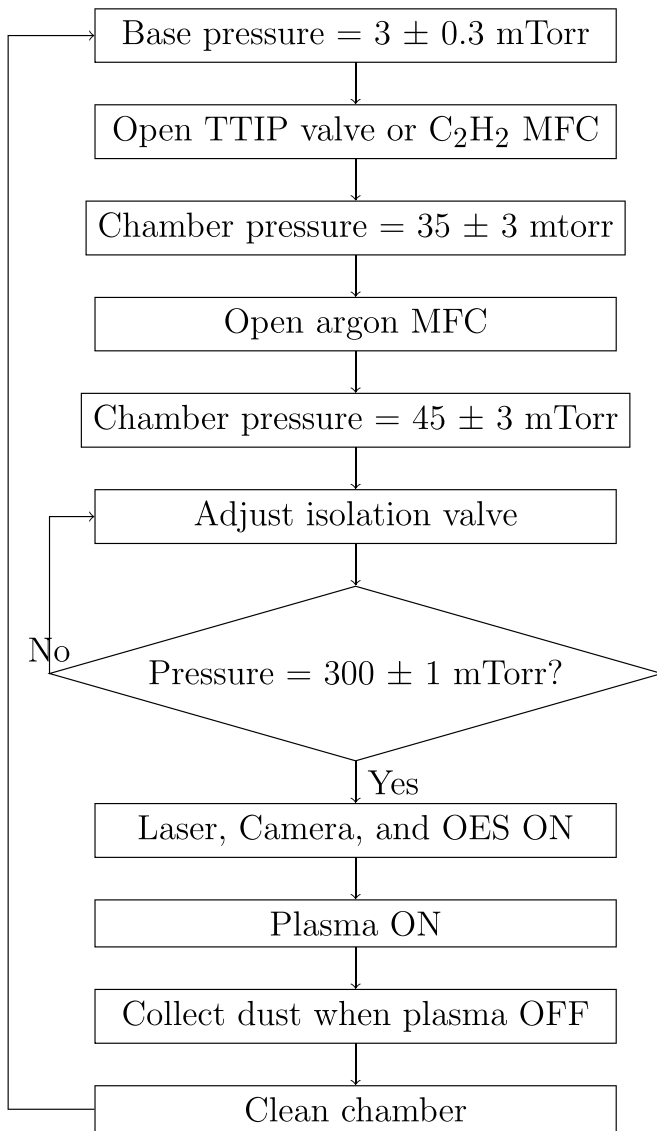 Base pressure = 3 ± 0.3 mTorr
Open TTIP valve or C₂H₂ MFC
Chamber pressure = 35 ± 3 mtorr
Open argon MFC
Chamber pressure = 45 ± 3 mTorr
Adjust isolation valve
No
Pressure = 300 ± 1 mTorr?
Yes
Laser, Camera, and OES ON
Plasma ON
Collect dust when plasma OFF
Clean chamber